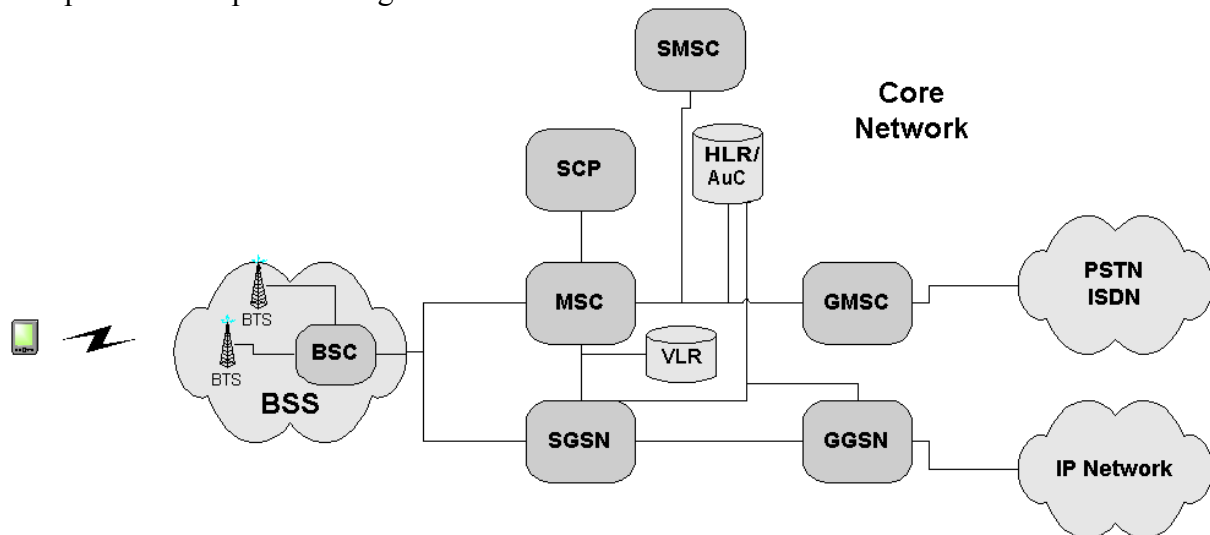 SMSC
Core
Network
HLR/
AuC
SCP
PSTN
ISDN
MSC
GMSC
BTS
BTS
BSC
VLR
BSS
SGSN
GGSN
IP Network